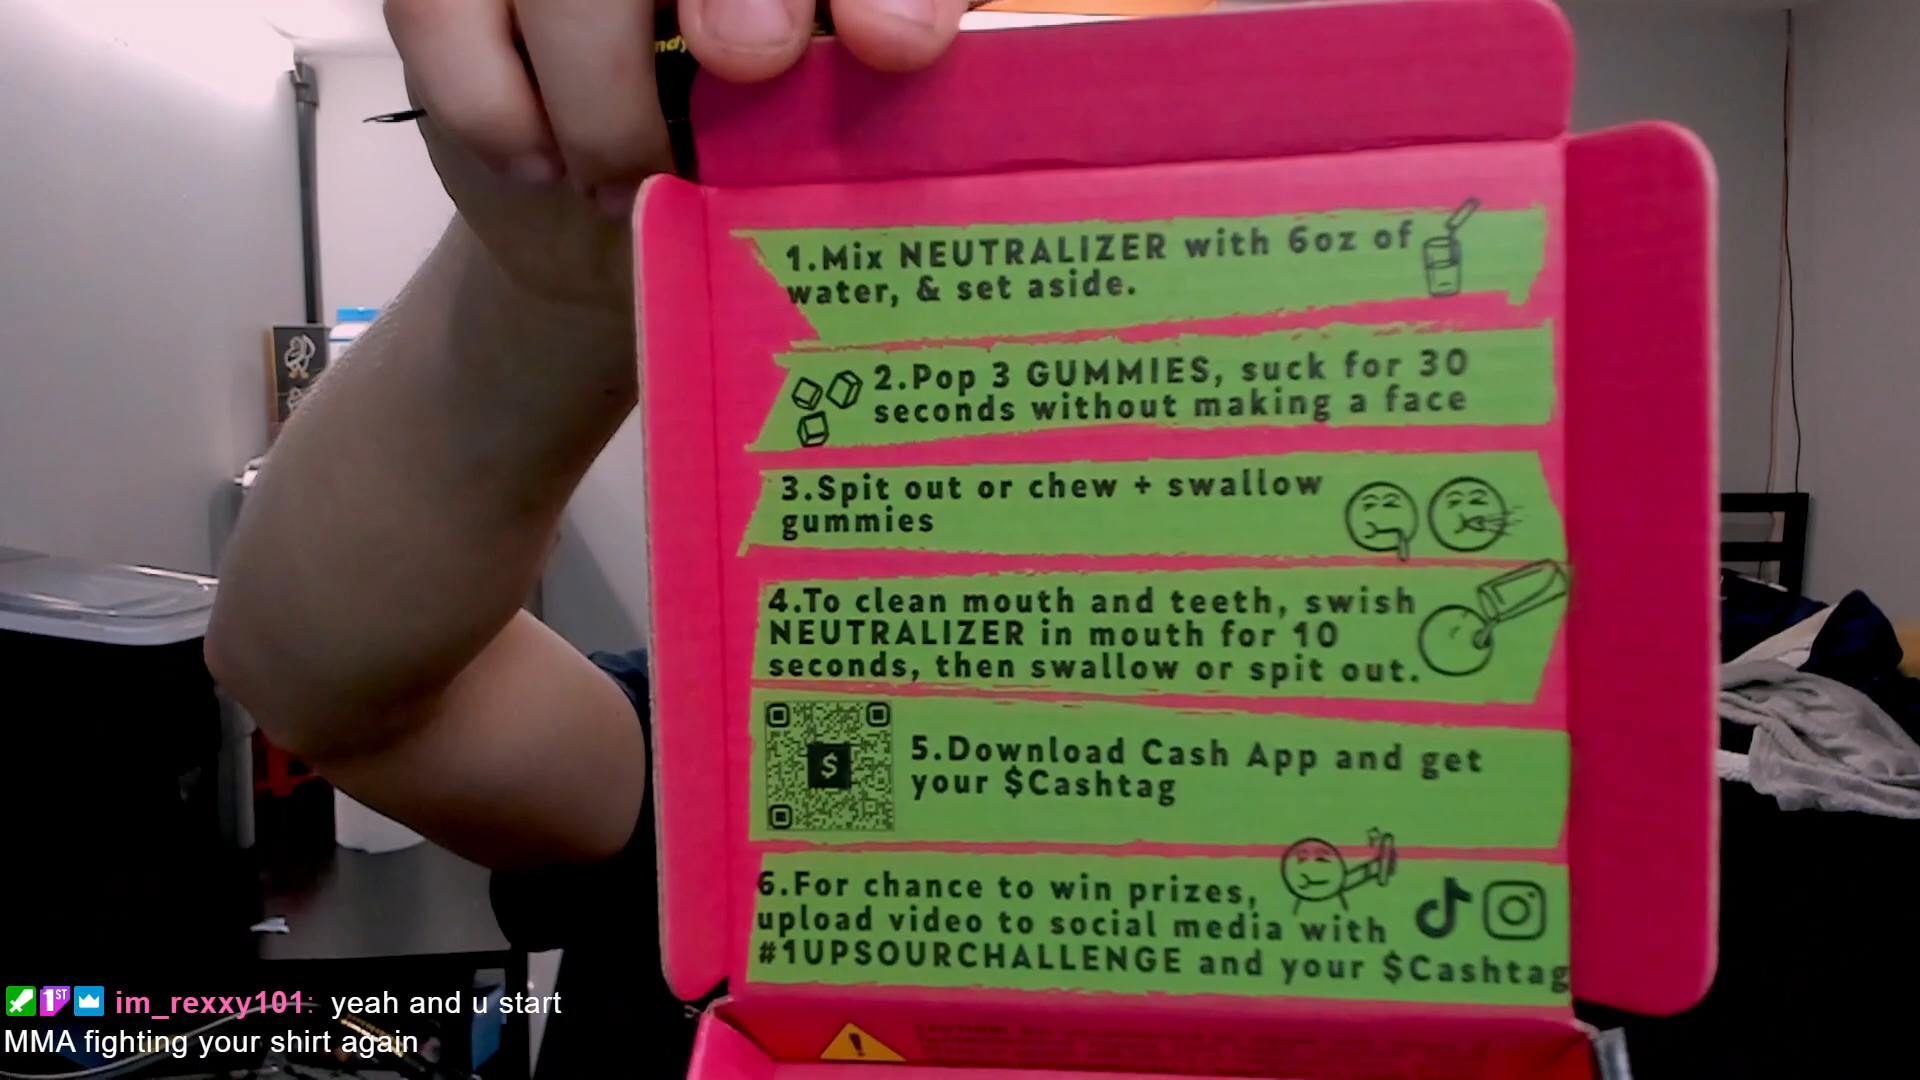 ndy
1.Mix NEUTRALIZER with 6oz of
water, & set aside.
2.Pop 3 GUMMIES, suck for 30
seconds without making a face
3.Spit out or chew + swallow
gummies
4.To clean mouth and teeth, swish
NEUTRALIZER in mouth for 10
seconds, then swallow or spit out.
$
5.Download Cash App and get
your $Cashtag
6.For chance to win prizes,
upload video to social media with
#1UPSOURCHALLENGE and your $Cashtag
1ST im_rexxy101: yeah and u start
MMA fighting your shirt again